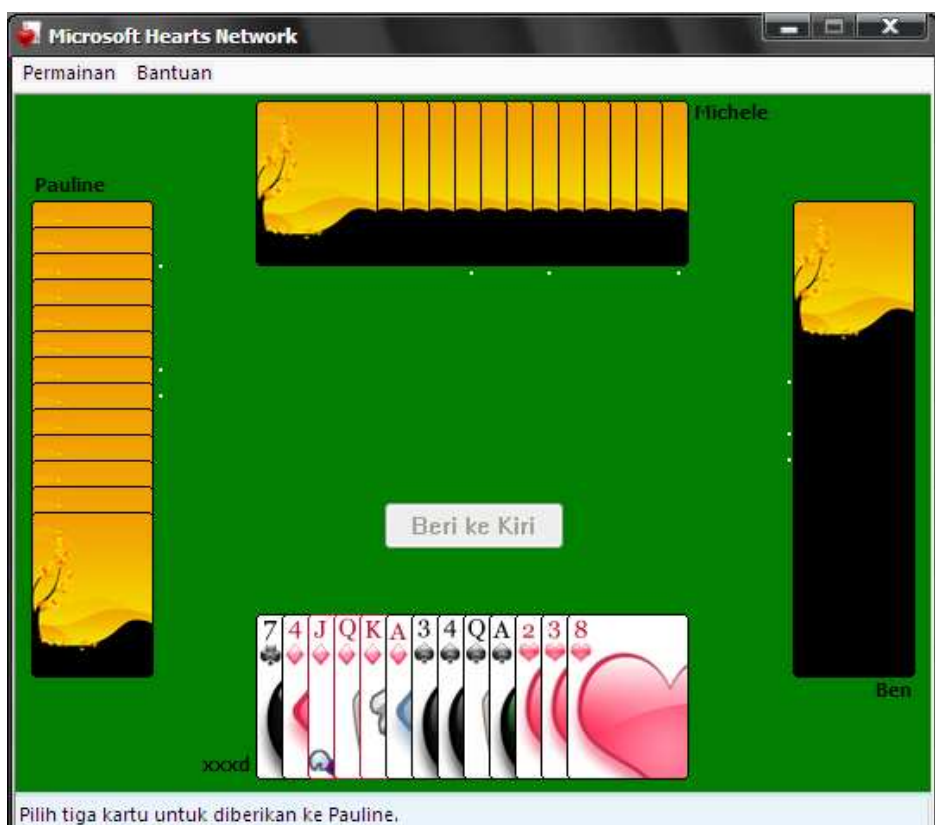 Microsoft Hearts Network
Permainan Bantuan
Michele
Pauline
Beri ke Kiri
7 4 J Q K A 3 4 Q A 2 3 8
Ben
xxxd
Pilih tiga kartu untuk diberikan ke Pauline.